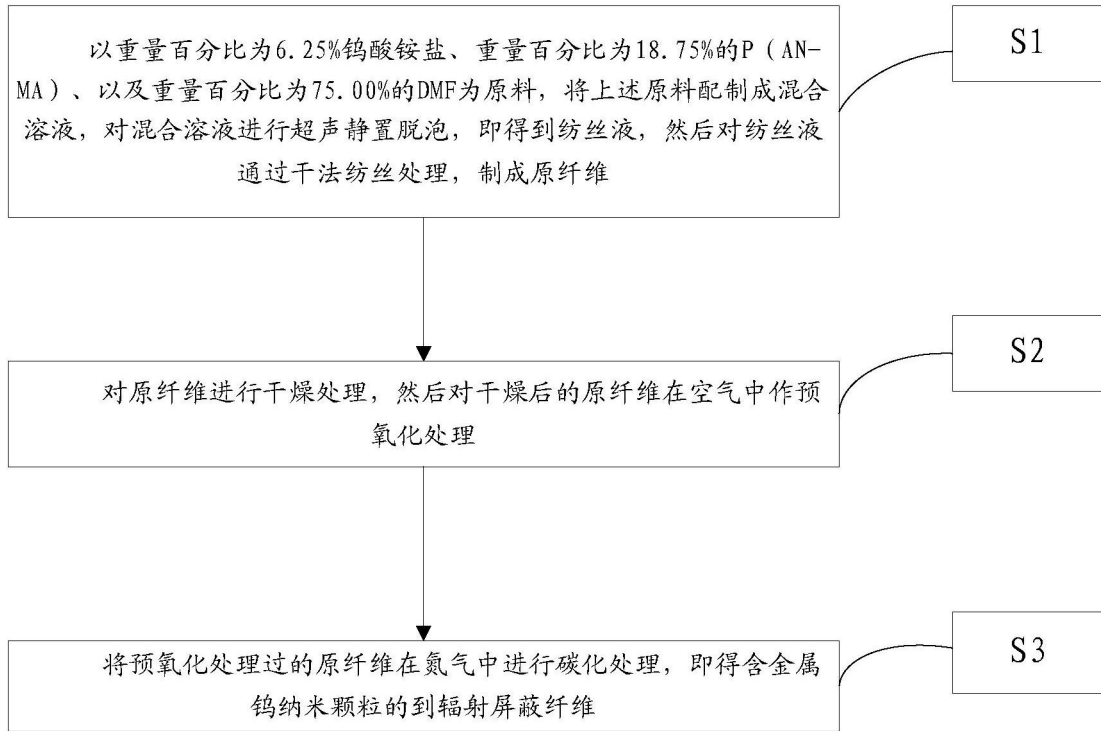 以重量百分比为6.25%钨酸铵盐、重量百分比为18.75%的P（AN-
MA）、以及重量百分比为75.00%的DMF为原料，将上述原料配制成混合
溶液，对混合溶液进行超声静置脱泡，即得到纺丝液，然后对纺丝液
通过干法纺丝处理，制成原纤维
S1
对原纤维进行干燥处理，然后对干燥后的原纤维在空气中作预
氧化处理
S2
将预氧化处理过的原纤维在氮气中进行碳化处理，即得含金属
钨纳米颗粒的到辐射屏蔽纤维
S3